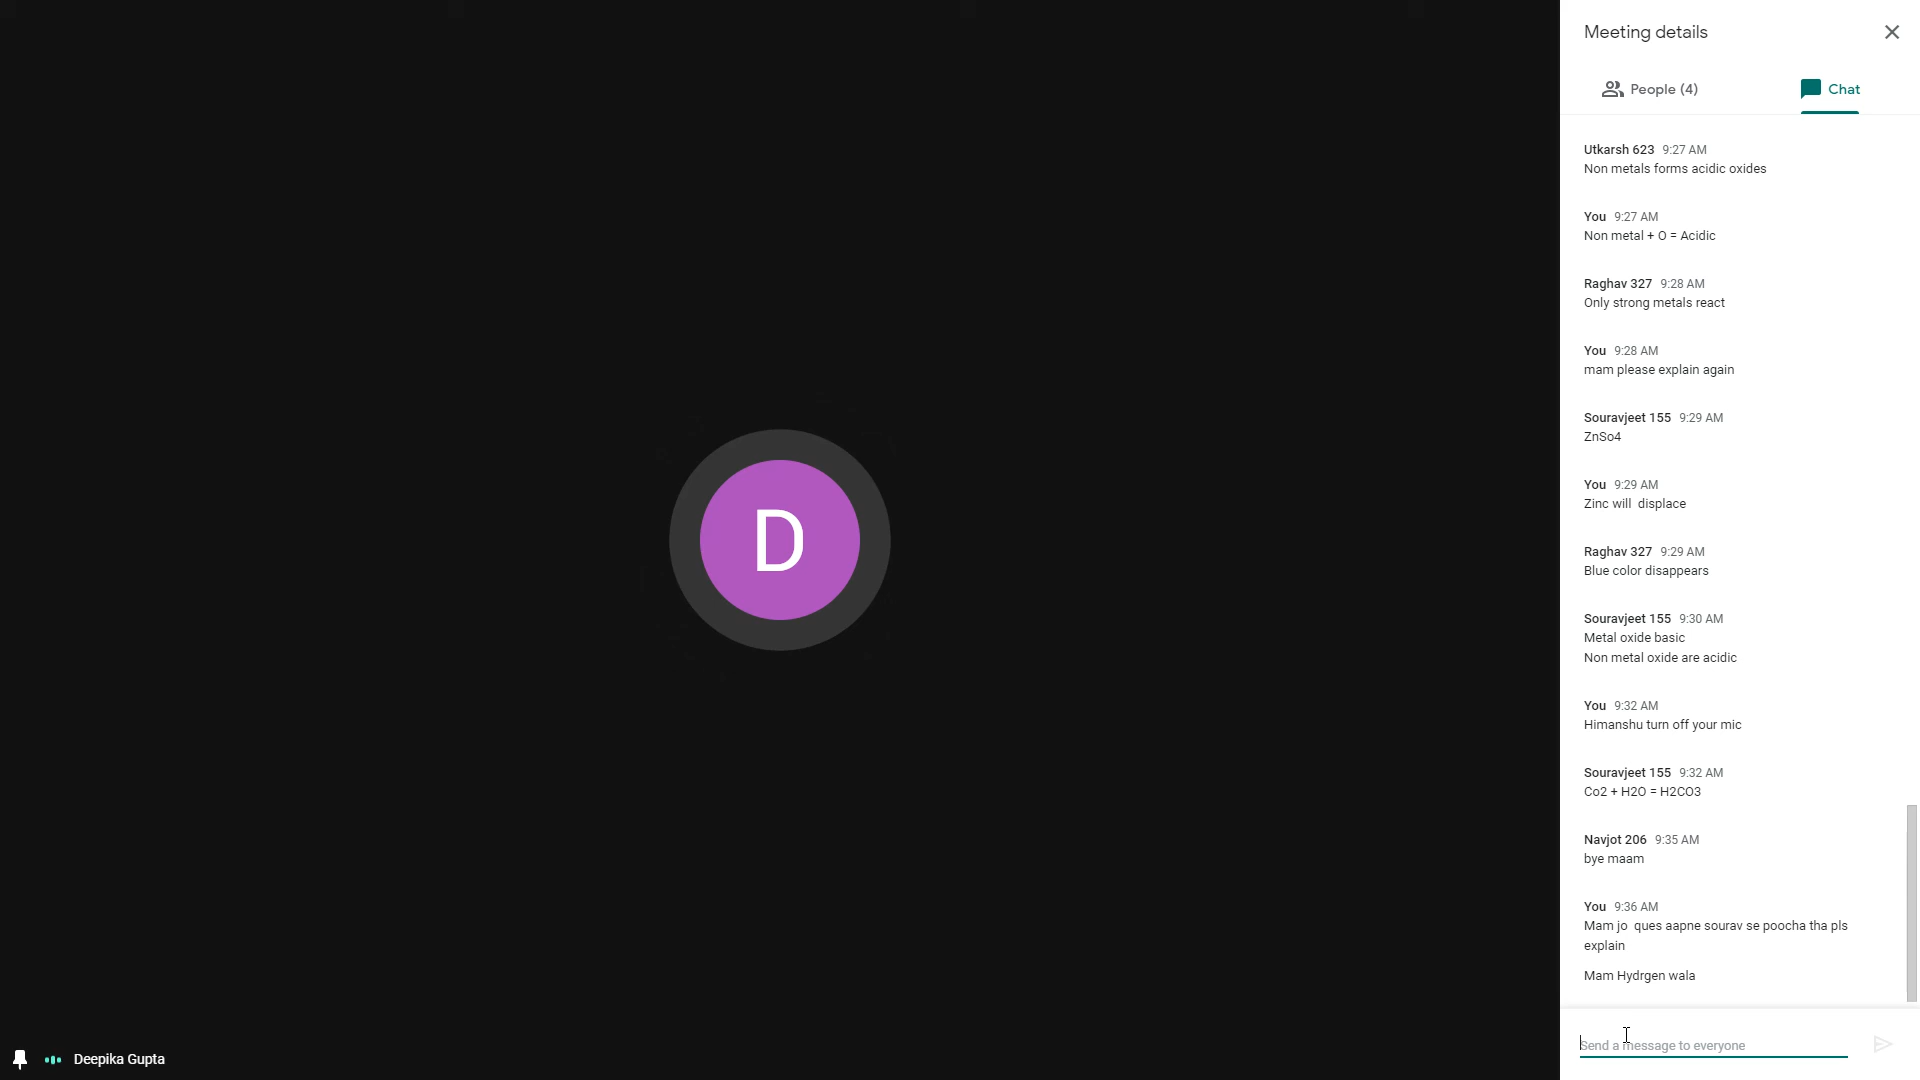 Meeting details
People (4)
Chat
Utkarsh 623 9:27 AM
Non metals forms acidic oxides
You 9:27 AM
Non metal + O = Acidic
Raghav 327 9:28 AM
Only strong metals react
You 9:28 AM
mam please explain again
Souravjeet 155 9:29 AM
ZnSo4
You 9:29 AM
Zinc will  displace
Raghav 327 9:29 AM
Blue color disappears
Souravjeet 155 9:30 AM
Metal oxide basic
Non metal oxide are acidic
You 9:32 AM
Himanshu turn off your mic
Souravjeet 155 9:32 AM
Co2 + H2O = H2CO3
Navjot 206 9:35 AM
bye maam
You 9:36 AM
Mam jo  ques aapne sourav se poocha tha pls
explain
Mam Hydrgen wala
Send a message to everyone
D
Deepika Gupta